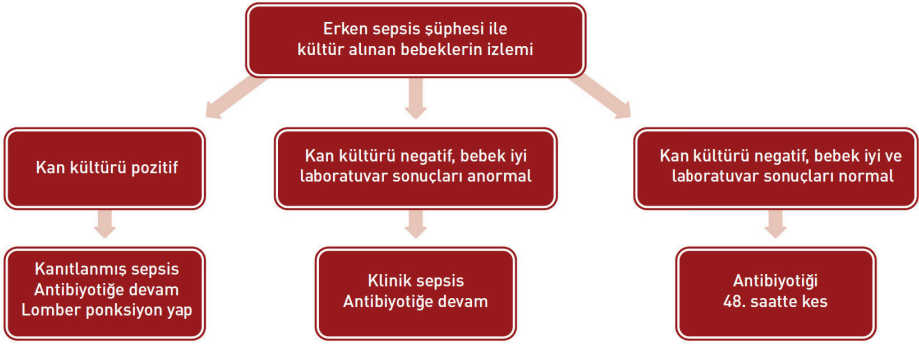 Erken sepsis şüphesi ile
kültür alınan bebeklerin izlemi
Kan kültürü pozitif
Kan kültürü negatif, bebek iyi
laboratuvar sonuçları anormal
Kan kültürü negatif, bebek iyi ve
laboratuvar sonuçları normal
Kanıtlanmış sepsis
Antibiyotiğe devam
Lomber ponksiyon yap
Klinik sepsis
Antibiyotiğe devam
Antibiyotiği
48. saatte kes